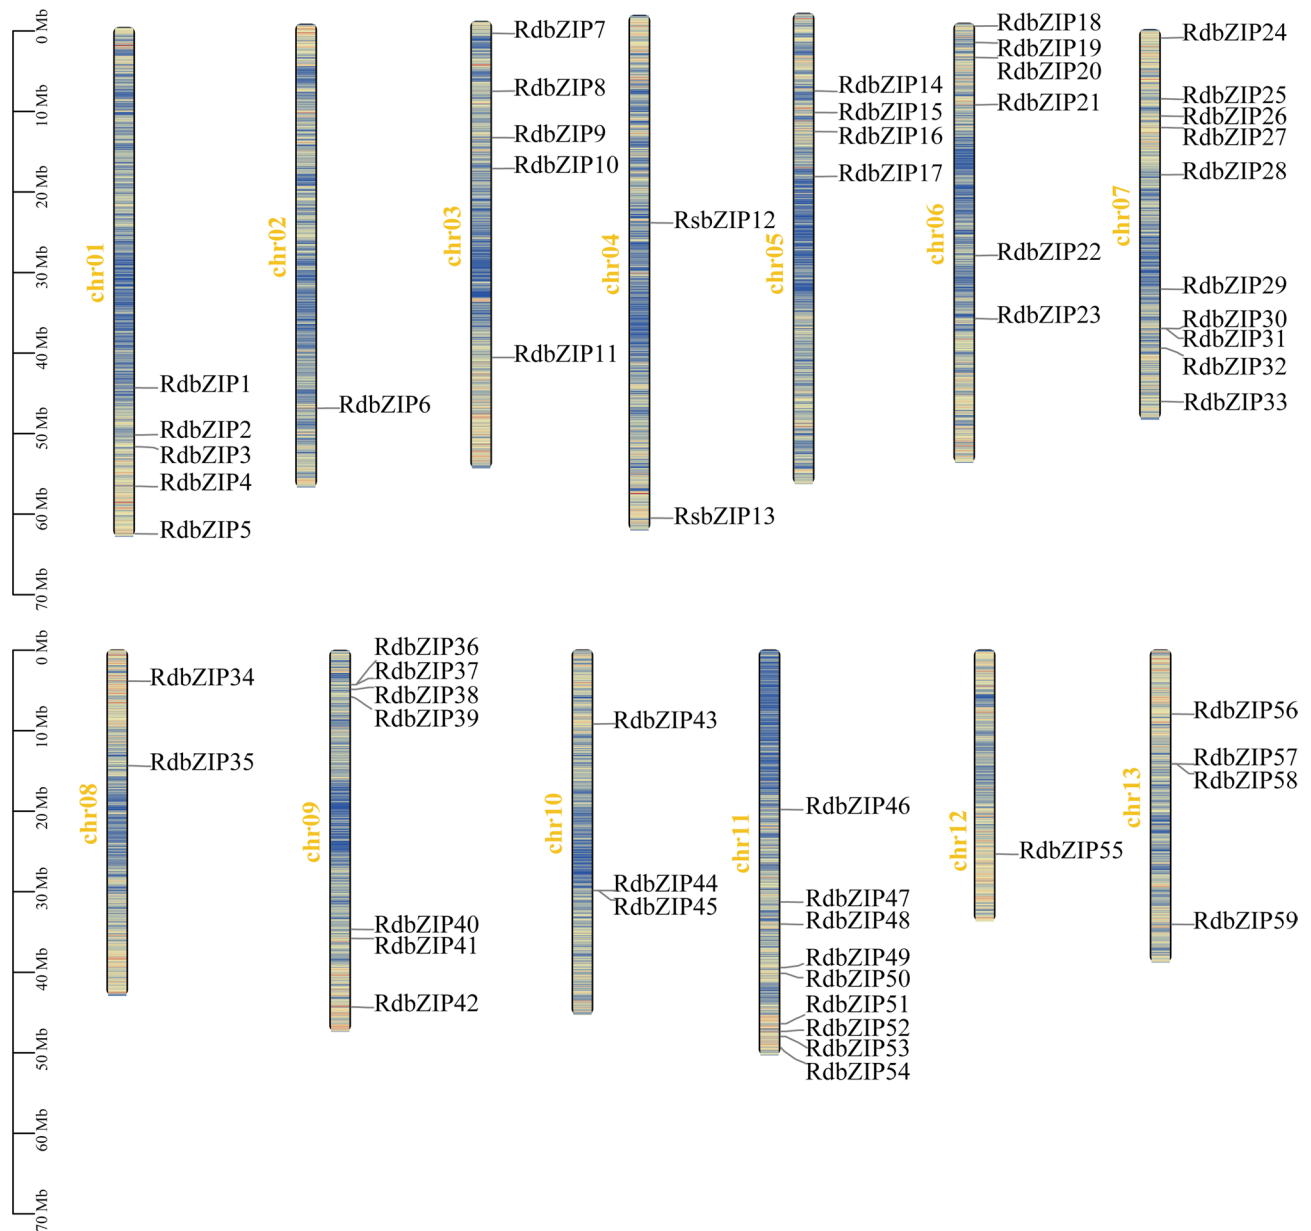 0 Mb
10 Mb
20 Mb
30 Mb
40 Mb
50 Mb
60 Mb
70 Mb
chr01
RdbZIP1
RdbZIP2
RdbZIP3
RdbZIP4
RdbZIP5
chr02
RdbZIP6
chr03
RdbZIP7
RdbZIP8
RdbZIP9
RdbZIP10
RdbZIP11
chr04
RsbZIP12
RsbZIP13
chr05
RdbZIP14
RdbZIP15
RdbZIP16
RdbZIP17
chr06
RdbZIP18
RdbZIP19
RdbZIP20
RdbZIP21
RdbZIP22
RdbZIP23
chr07
RdbZIP24
RdbZIP25
RdbZIP26
RdbZIP27
RdbZIP28
RdbZIP29
RdbZIP30
RdbZIP31
RdbZIP32
RdbZIP33
0 Mb
10 Mb
20 Mb
30 Mb
40 Mb
50 Mb
60 Mb
70 Mb
chr08
RdbZIP34
RdbZIP35
chr09
RdbZIP36
RdbZIP37
RdbZIP38
RdbZIP39
RdbZIP40
RdbZIP41
RdbZIP42
chr10
RdbZIP43
RdbZIP44
RdbZIP45
chr11
RdbZIP46
RdbZIP47
RdbZIP48
RdbZIP49
RdbZIP50
RdbZIP51
RdbZIP52
RdbZIP53
RdbZIP54
chr12
RdbZIP55
chr13
RdbZIP56
RdbZIP57
RdbZIP58
RdbZIP59